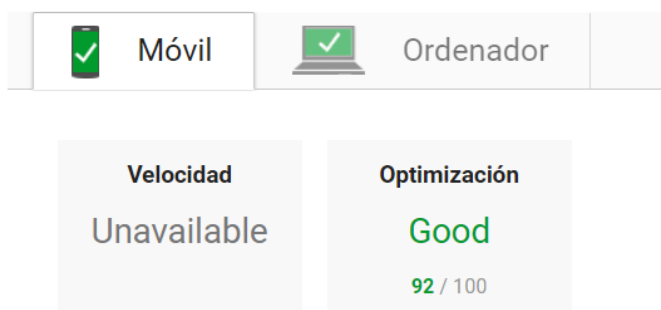 Móvil Ordenador
Velocidad Optimización
Unavailable Good
92 / 100